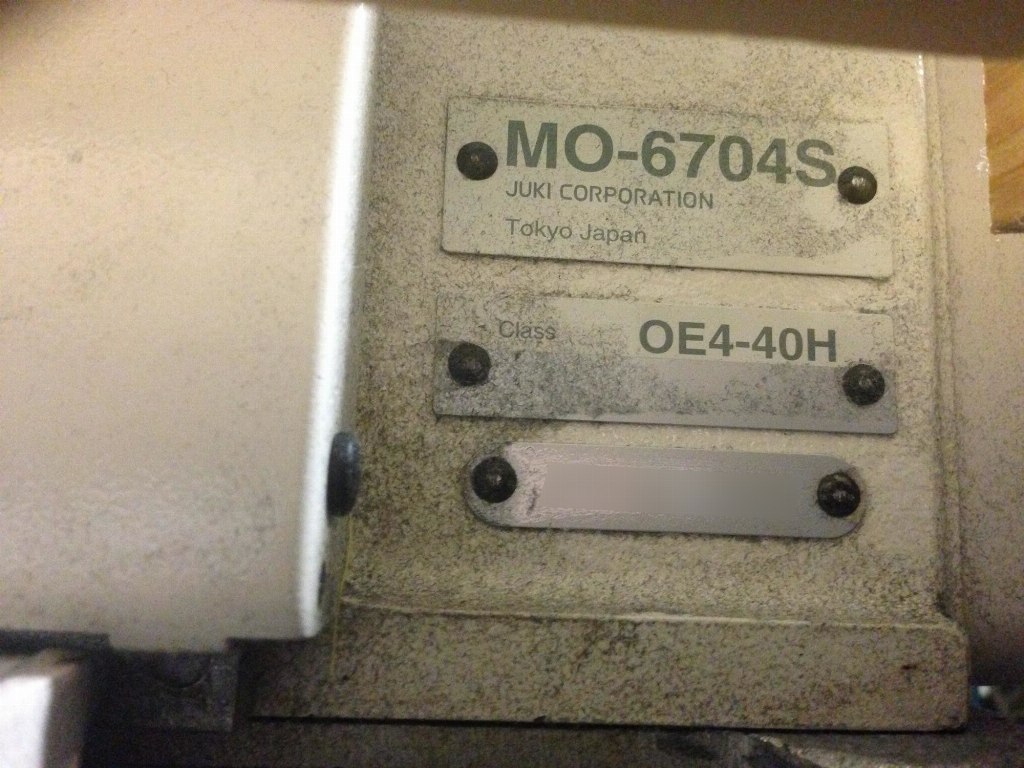 MO-6704S
JUKI CORPORATION
Tokyo Japan
Class OE4-40H